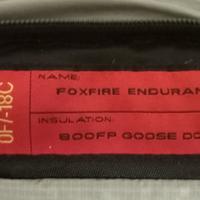 0F/-18C
NAME:
FOXFIRE ENDURAN
INSULATION:
800FP GOOSE DO